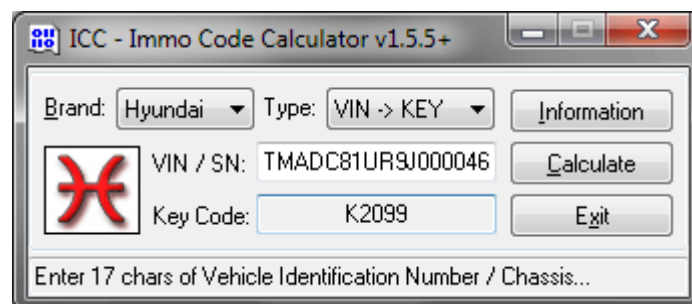 ICC - Immo Code Calculator v1.5.5+
Brand: Hyundai Type: VIN -> KEY Information
VIN / SN: TMADC81UR9J000046 Calculate
Key Code: K2099 Exit
Enter 17 chars of Vehicle Identification Number / Chassis...